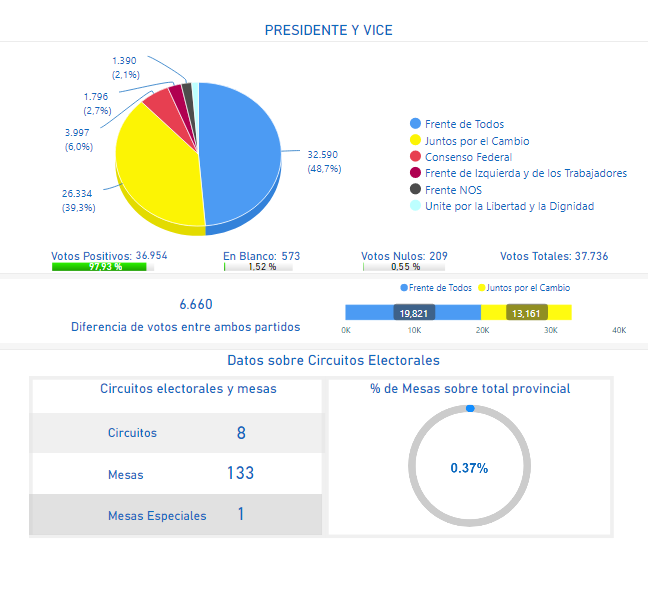 PRESIDENTE Y VICE
1.390
(2,1%)
1.796
(2,7%)
3.997
(6,0%)
26.334
(39,3%)
32.590
(48,7%)
Frente de Todos
Juntos por el Cambio
Consenso Federal
Frente de Izquierda y de los Trabajadores
Frente NOS
Unite por la Libertad y la Dignidad
Votos Positivos: 36.954
97,93 %
En Blanco: 573
1,52 %
Votos Nulos: 209
0,55 %
Votos Totales: 37.736
6.660
Diferencia de votos entre ambos partidos
Frente de Todos Juntos por el Cambio
19,821 13,161
0K 10K 20K 30K 40K
Datos sobre Circuitos Electorales
Circuitos electorales y mesas
Circuitos 8
Mesas 133
Mesas Especiales 1
% de Mesas sobre total provincial
0.37%